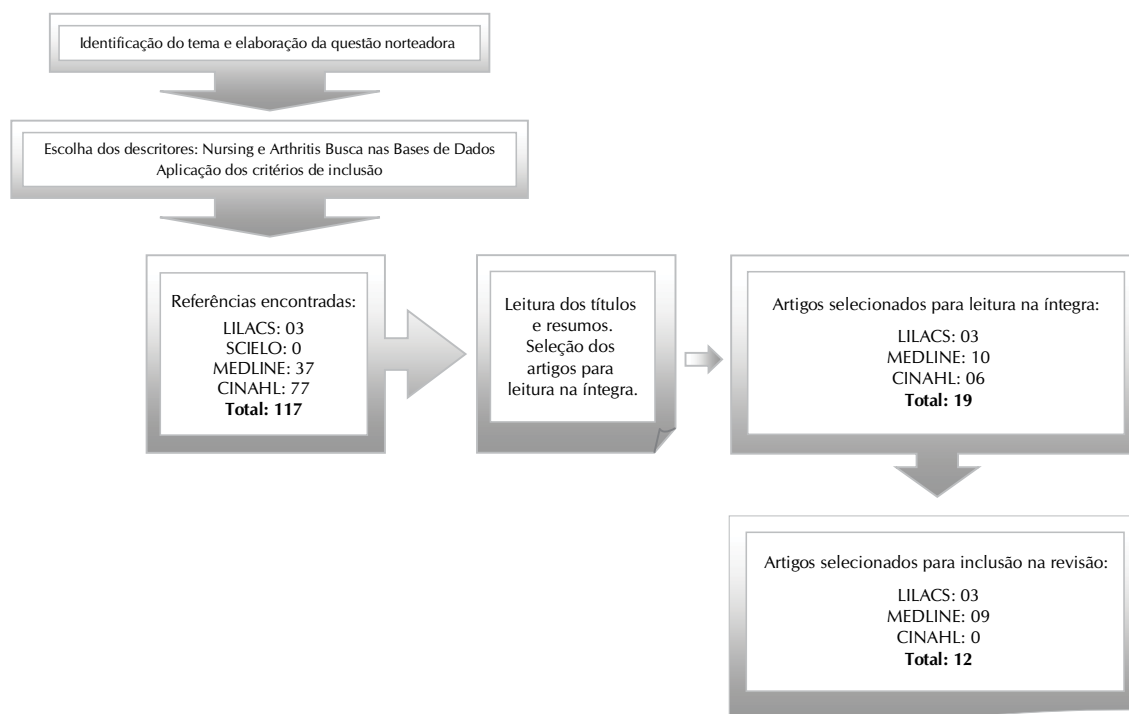 Identificação do tema e elaboração da questão norteadora
Escolha dos descritores: Nursing e Arthritis Busca nas Bases de Dados
Aplicação dos critérios de inclusão
Referências encontradas:
LILACS: 03
SCIELO: 0
MEDLINE: 37
CINAHL: 77
Total: 117
Leitura dos títulos
e resumos.
Seleção dos
artigos para
leitura na íntegra.
Artigos selecionados para leitura na íntegra:
LILACS: 03
MEDLINE: 10
CINAHL: 06
Total: 19
Artigos selecionados para inclusão na revisão:
LILACS: 03
MEDLINE: 09
CINAHL: 0
Total: 12